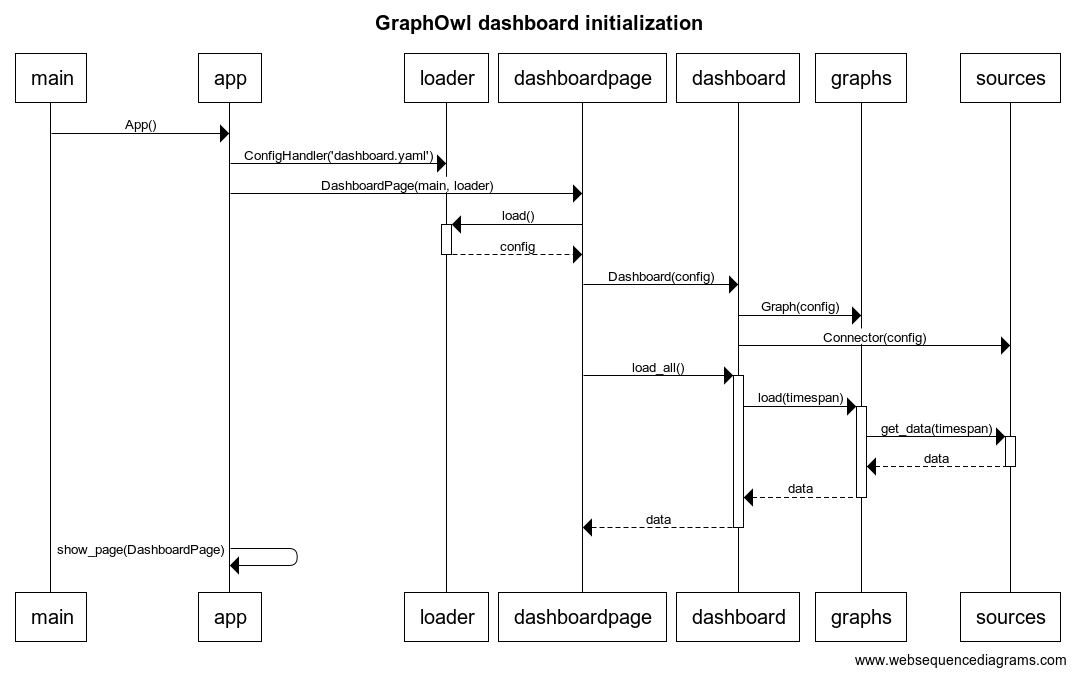 GraphOwl dashboard initialization
main app loader dashboardpage dashboard graphs sources
App()
ConfigHandler('dashboard.yaml')
DashboardPage(main, loader)
load()
config
Dashboard(config)
Graph(config)
Connector(config)
load_all()
load(timespan)
get_data(timespan)
data
data
data
show_page(DashboardPage)
main app loader dashboardpage dashboard graphs sources
www.websequencediagrams.com